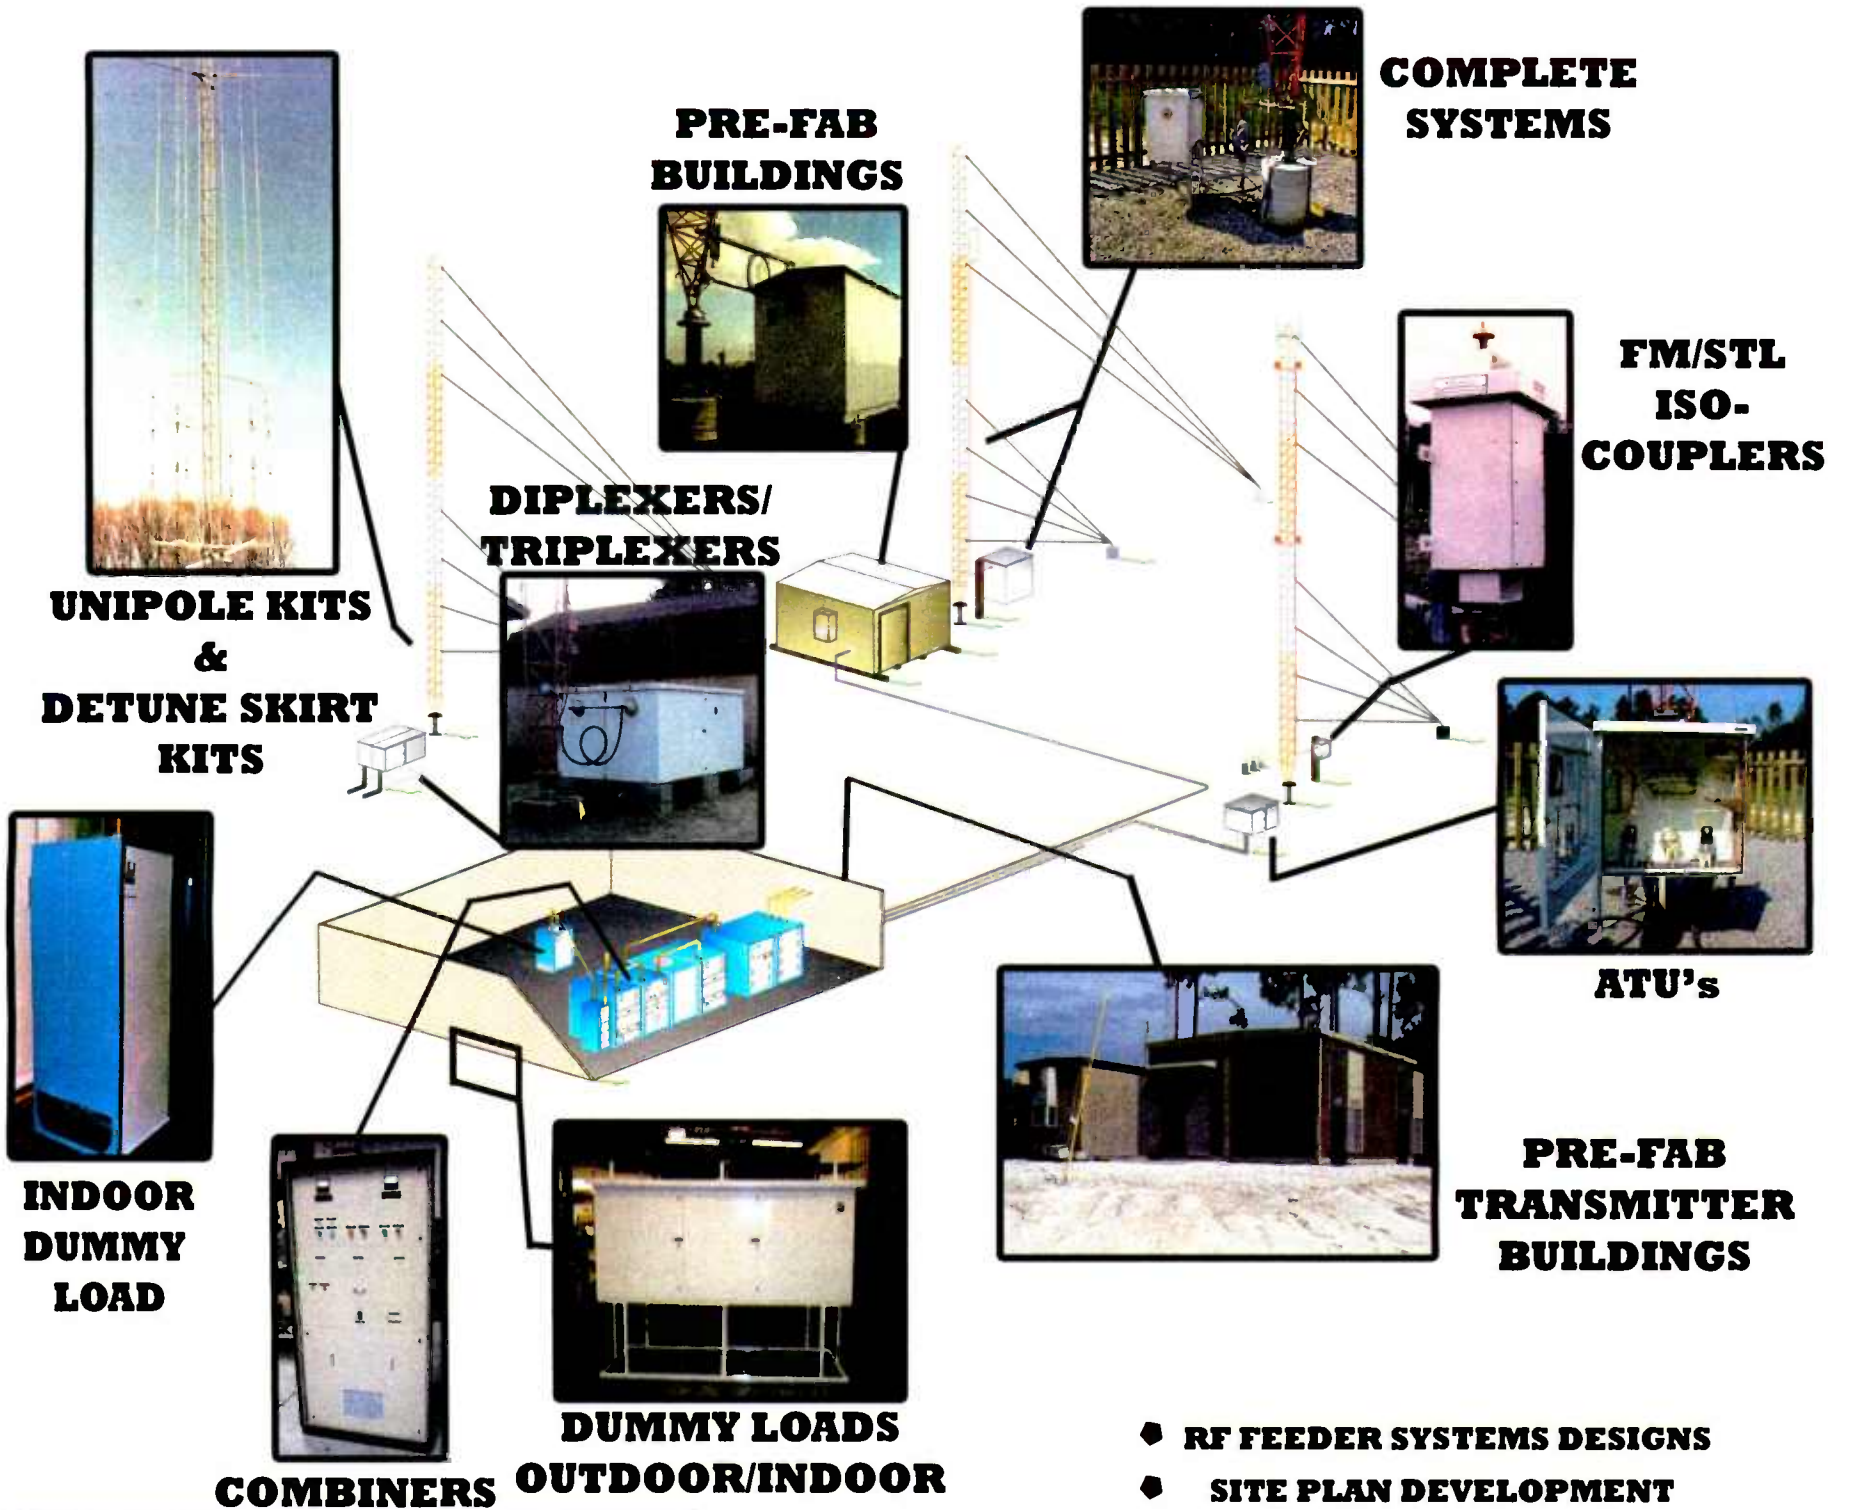 COMPLETE
SYSTEMS
PRE-FAB
BUILDINGS
FM/STL
ISO-
COUPLERS
DIPLEXERS/
TRIPLEXERS
UNIPOLE KITS
&
DETUNE SKIRT
KITS
ATU's
INDOOR
DUMMY
LOAD
PRE-FAB
TRANSMITTER
BUILDINGS
COMBINERS
DUMMY LOADS
OUTDOOR/INDOOR
RF FEEDER SYSTEMS DESIGNS
SITE PLAN DEVELOPMENT